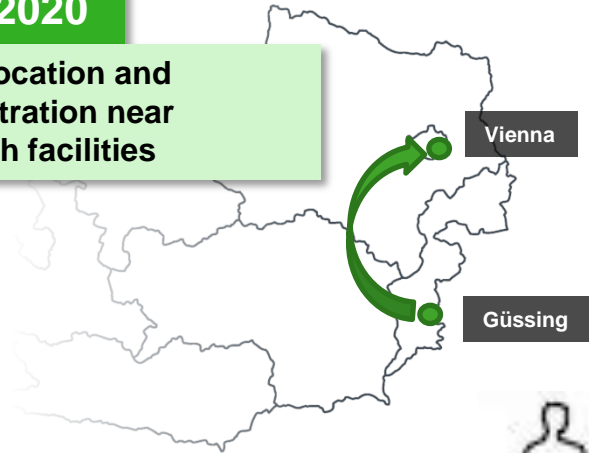 2020
ocation and
tration near
h facilities
Vienna
Güssing